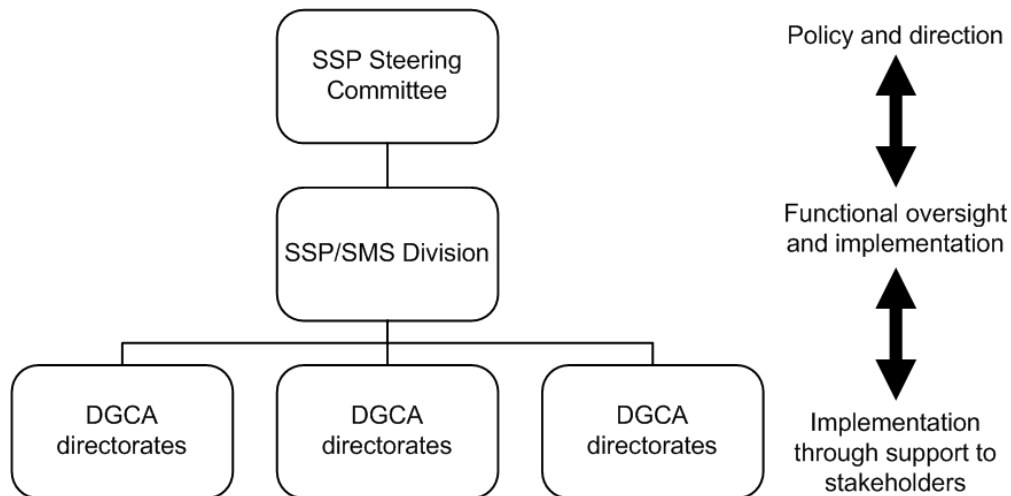 SSP Steering
Committee
Policy and direction
SSP/SMS Division
Functional oversight
and implementation
DGCA
directorates
DGCA
directorates
DGCA
directorates
Implementation
through support to
stakeholders